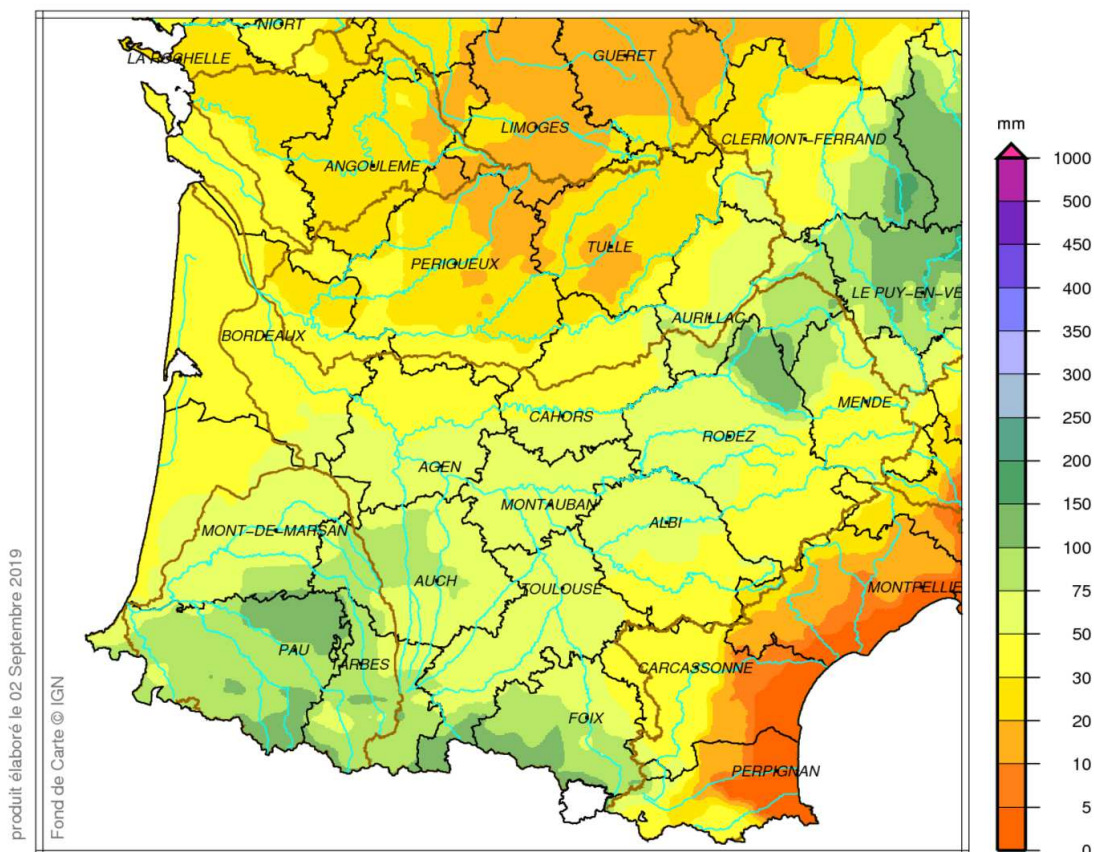 NIORT
LA ROCHELLE
GUERET
LIMOGES
CLERMONT-FERRAND
ANGOULEME
TULLE
PERIGUEUX
LE PUY-EN-VE
AURILLAC
BORDEAUX
MENDE
CAHORS
RODEZ
AGEN
MONTAUBAN
ALBI
MONT-DE-MARSAN
AUCH
TOULOUSE
MONTPELLIE
PAU
TARBES
CARCASSONNE
FOIX
PERPIGNAN
mm
1000
500
450
400
350
300
250
200
150
100
75
50
30
20
10
5
0
produit élaboré le 02 Septembre 2019
Fond de Carte © IGN